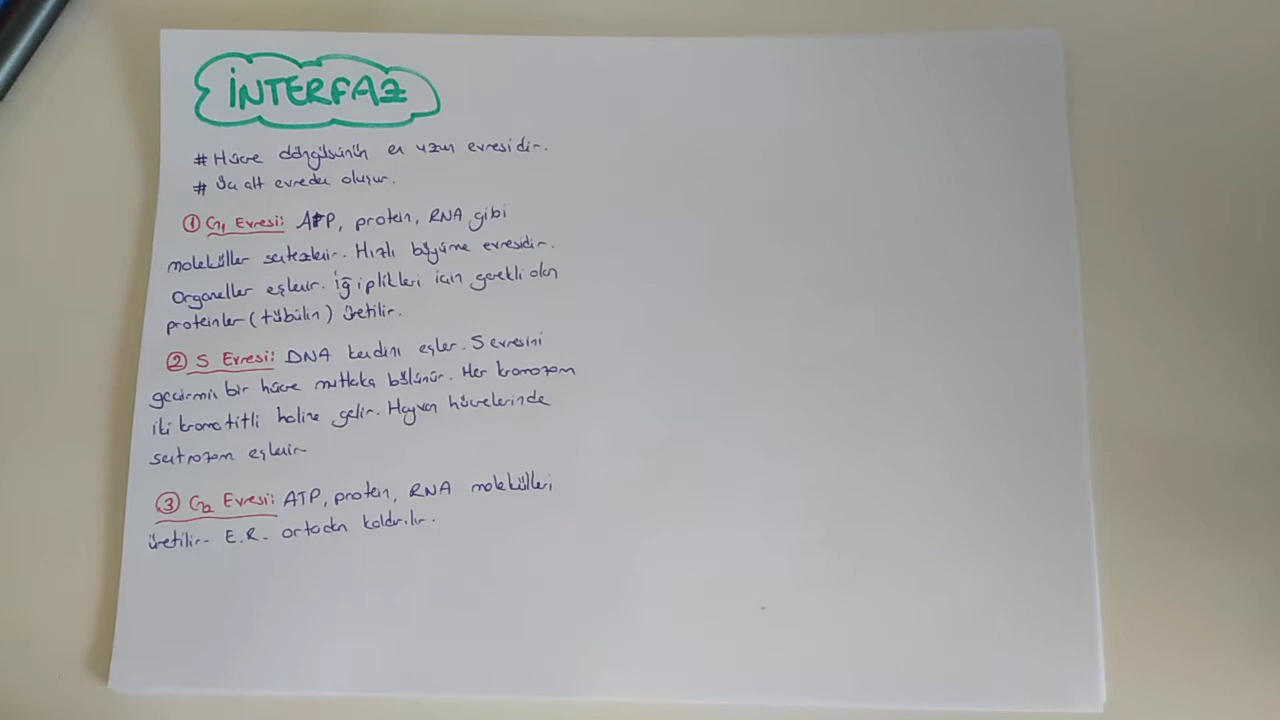 İNTERFAZ
# Hücre döngüsünün en uzun evresidir.
# Üç alt evreden oluşur.
① G1 Evresi: ATP, protein, RNA gibi
moleküller sentezlenir. Hızlı büyüme evresidir.
Organeller eşlenir. İğ iplikleri için gerekli olan
proteinler (tübülin) üretilir.
② S Evresi: DNA kendini eşler. S evresini
geçirmiş bir hücre mutlaka bölünür. Her kromozom
iki kromatitli haline gelir. Hayvan hücrelerinde
sentrozom eşlenir
③ G2 Evresi: ATP, protein, RNA molekülleri
üretilir. E.R. ortadan kaldırılır.